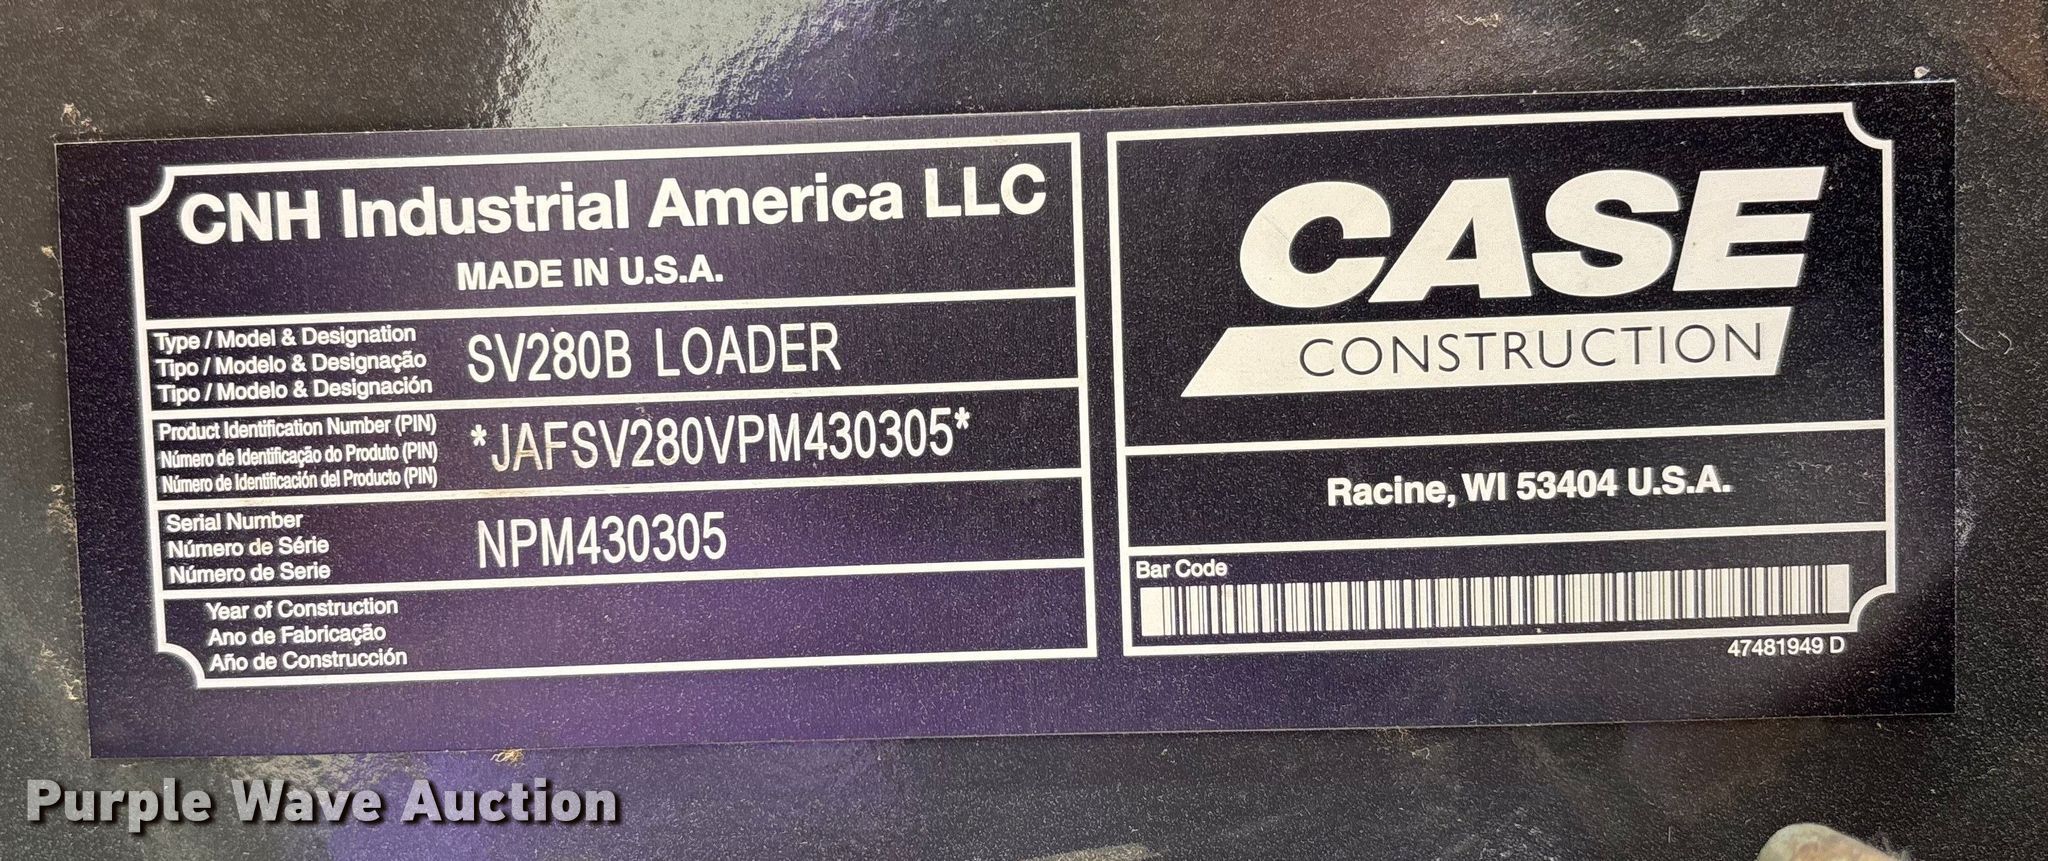 CNH Industrial America LLC
MADE IN U.S.A.
Type / Model & Designation
Tipo / Modelo & Designação
Tipo / Modelo & Designación
SV280B LOADER
Product Identification Number (PIN)
Número de Identificação do Produto (PIN)
Número de Identificación del Producto (PIN)
*JAFSV280VPM430305*
Serial Number
Número de Série
Número de Serie
NPM430305
Year of Construction
Ano de Fabricação
Año de Construcción
CASE
CONSTRUCTION
Racine, WI 53404 U.S.A.
Bar Code
47481949 D
Purple Wave Auction